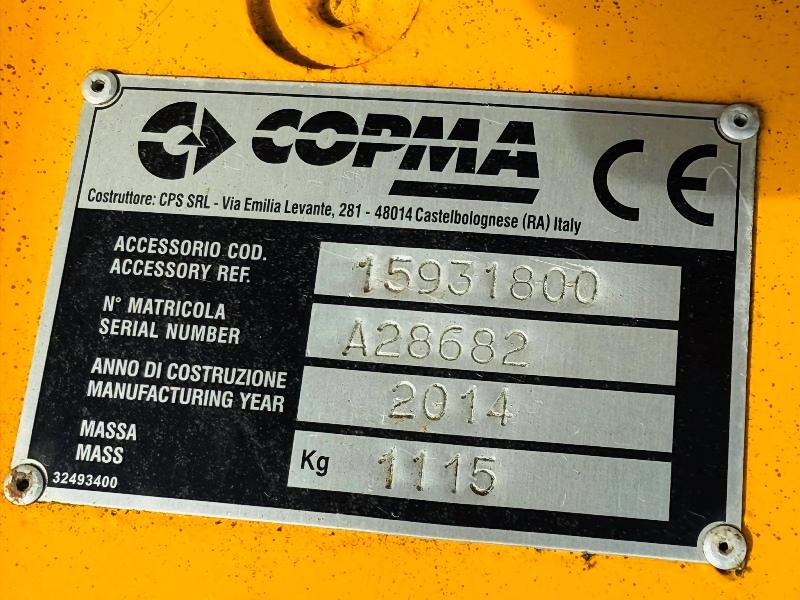 COPMA
CE
Costruttore: CPS SRL - Via Emilia Levante, 281 - 48014 Castelbolognese (RA) Italy
ACCESSORIO COD.
ACCESSORY REF.
15931800
N° MATRICOLA
SERIAL NUMBER
A28682
ANNO DI COSTRUZIONE
MANUFACTURING YEAR
2014
MASSA
MASS
Kg 1115
32493400